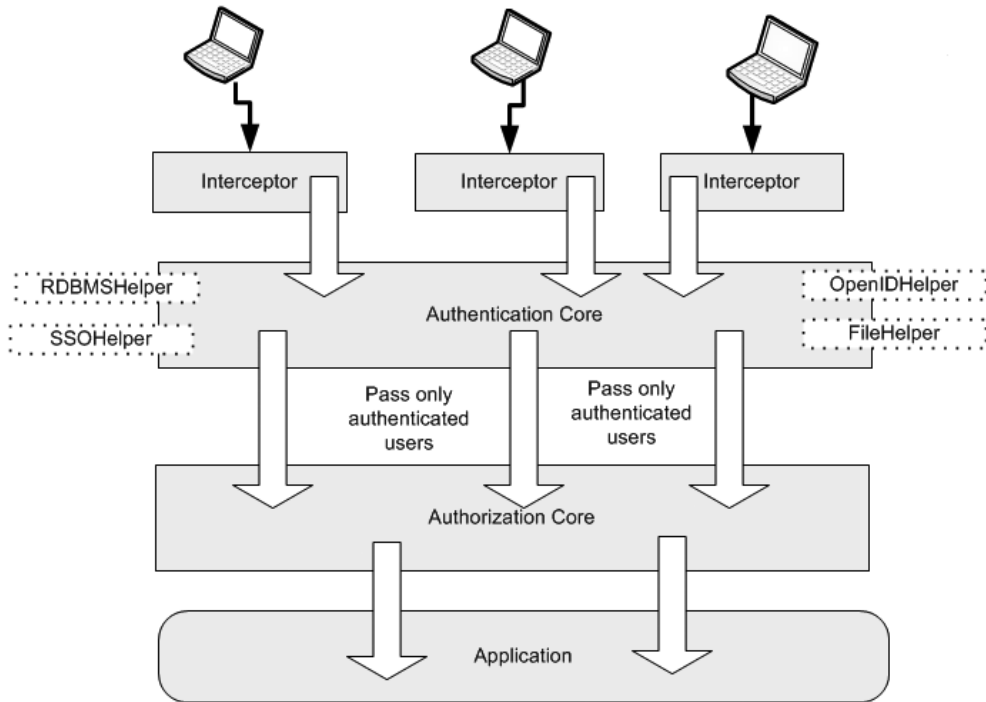 Interceptor
Interceptor
Interceptor
RDBMSHelper
OpenIDHelper
Authentication Core
SSOHelper
FileHelper
Pass only
authenticated
users
Pass only
authenticated
users
Authorization Core
Application